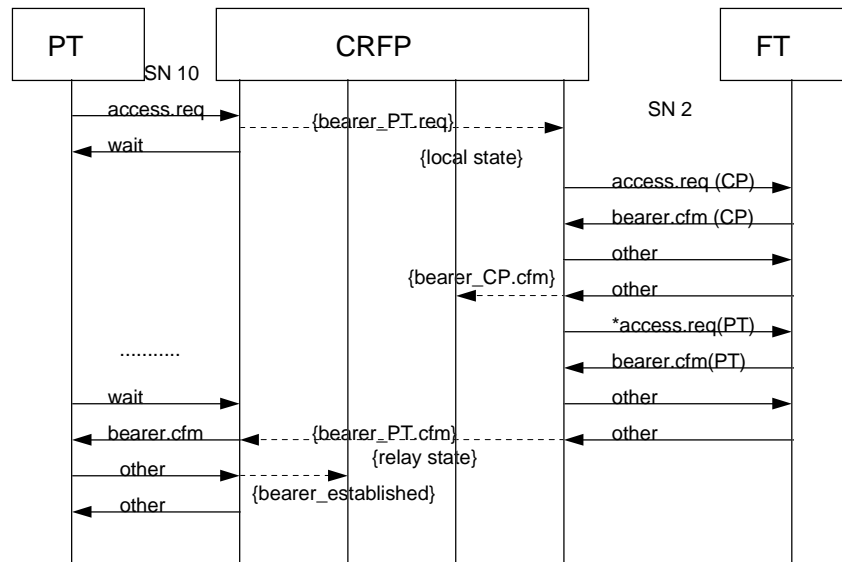 PT
CRFP
FT
SN 10
SN 2
access.req
{bearer_PT.req}
wait
{local state}
access.req (CP)
bearer.cfm (CP)
other
{bearer_CP.cfm}
other
*access.req(PT)
...........
bearer.cfm(PT)
wait
other
bearer.cfm
{bearer_PT.cfm}
other
{relay state}
other
{bearer_established}
other